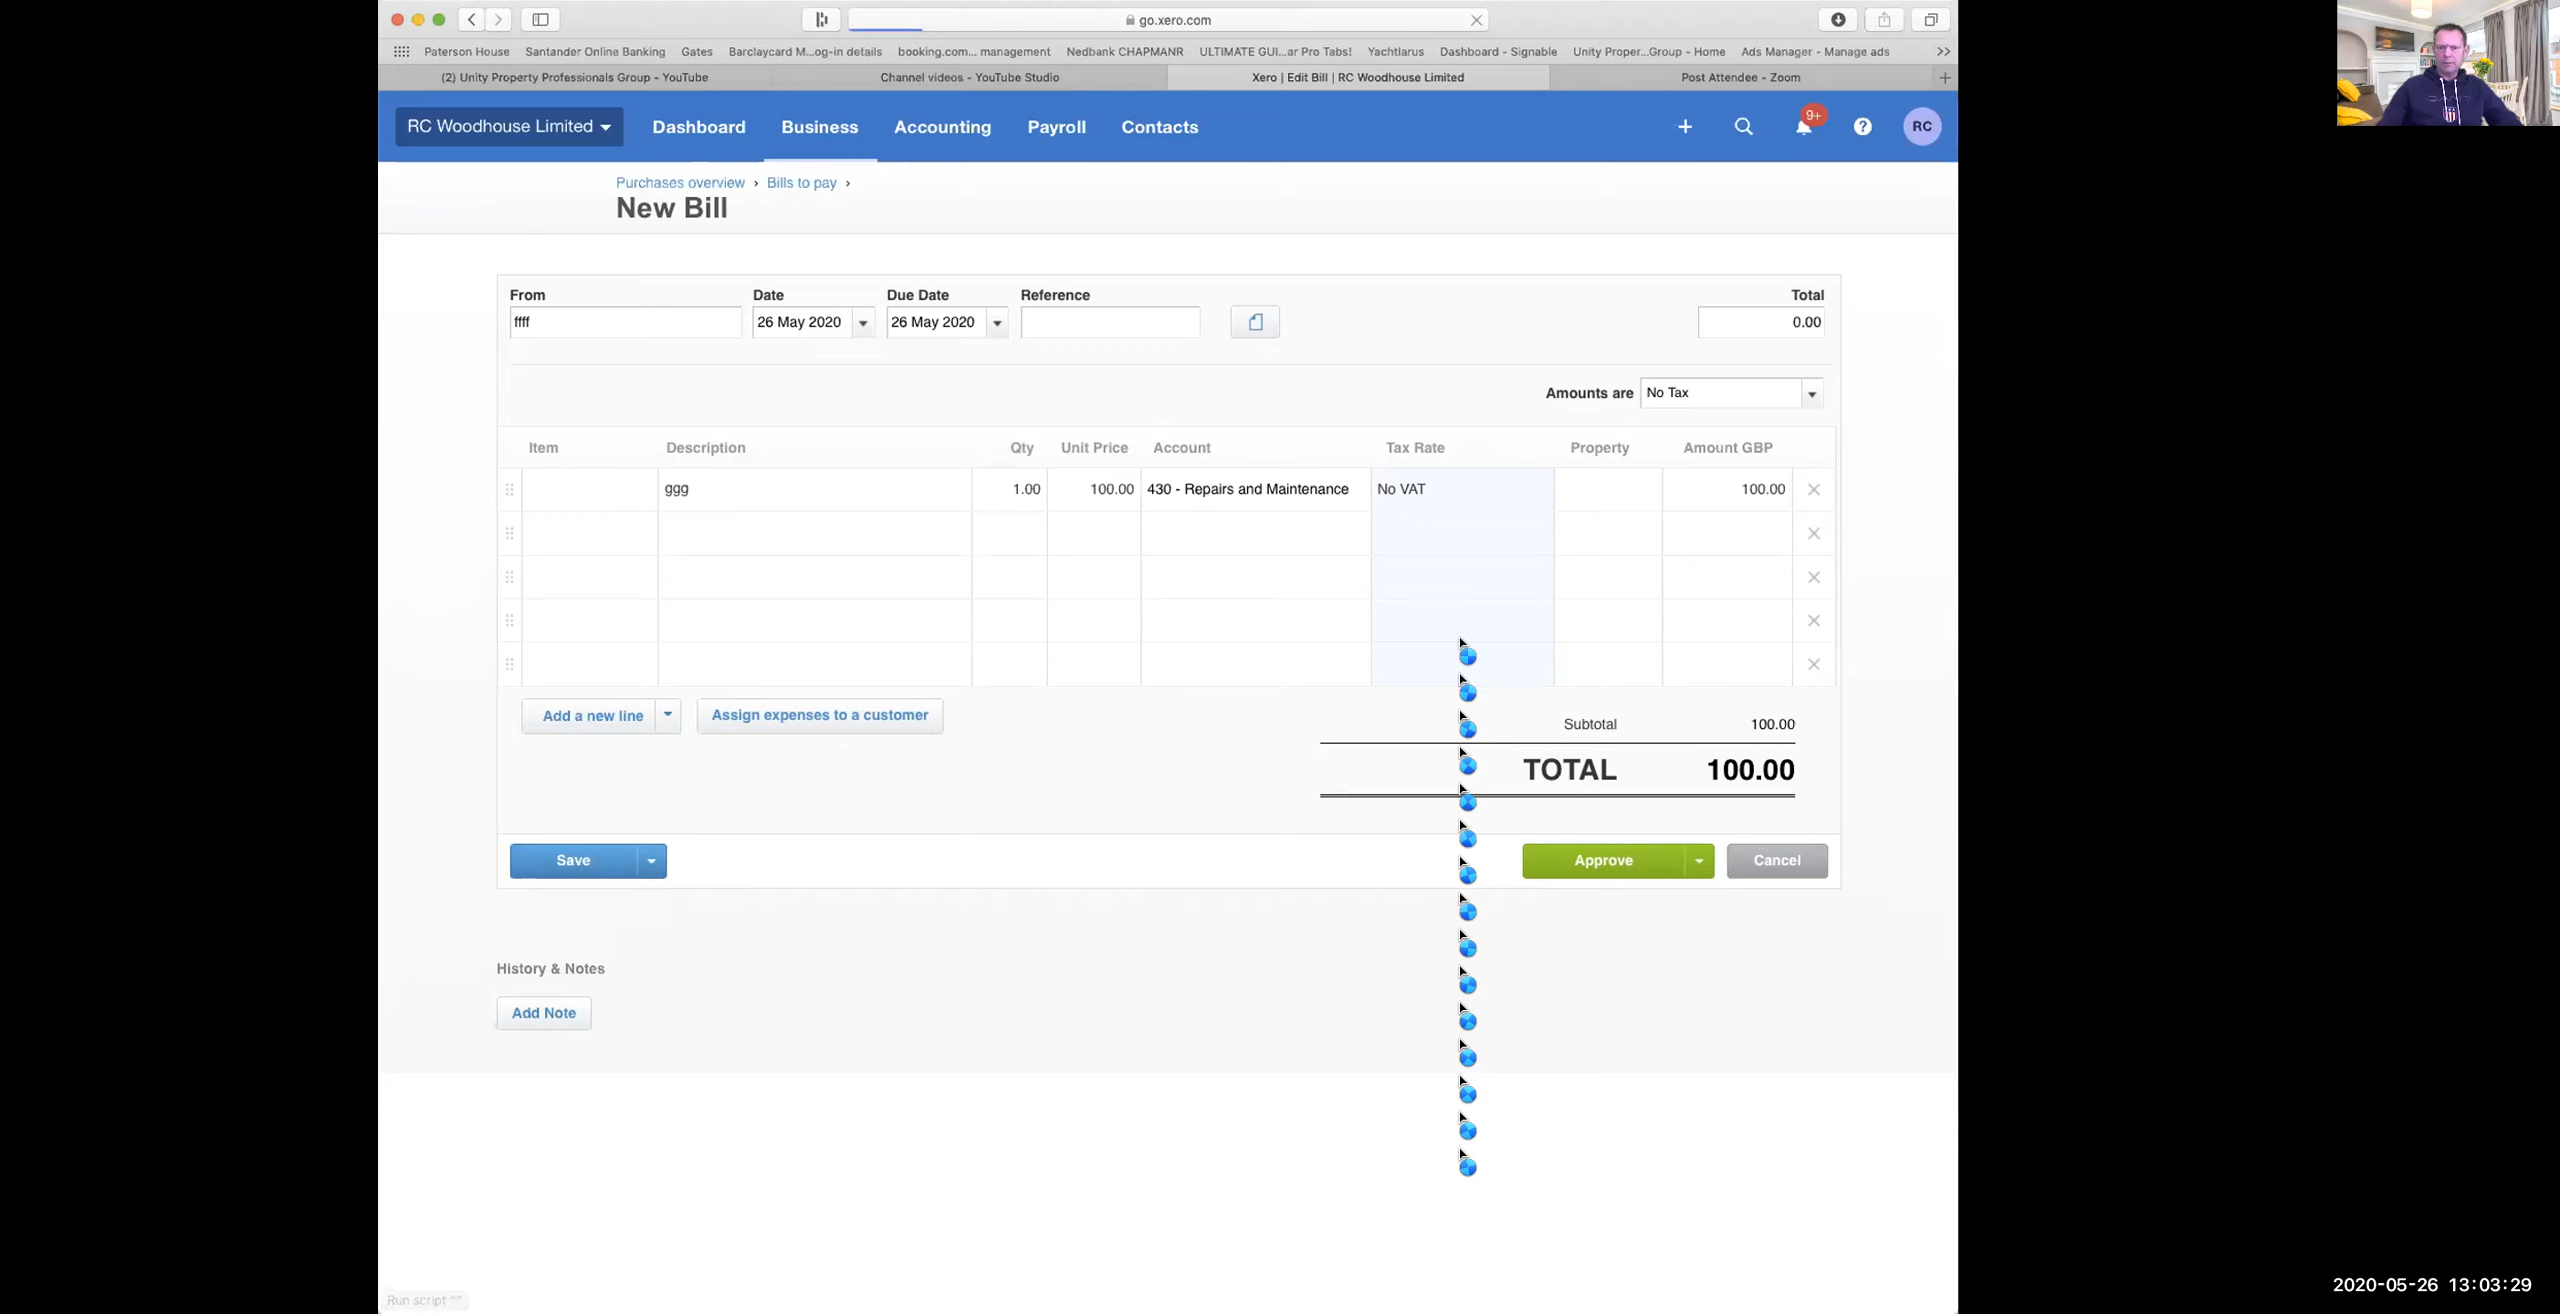 go.xero.com
Paterson House Santander Online Banking Gates Barclaycard M...og-in details booking.com... management Nedbank CHAPMANR ULTIMATE GUI...ar Pro Tabs! Yachtlarus Dashboard - Signable Unity Proper...Group - Home Ads Manager - Manage ads >>
(2) Unity Property Professionals Group - YouTube Channel videos - YouTube Studio Xero | Edit Bill | RC Woodhouse Limited Post Attendee - Zoom
RC Woodhouse Limited Dashboard Business Accounting Payroll Contacts 9+ RC
Purchases overview › Bills to pay ›
New Bill
From Date Due Date Reference Total
ffff 26 May 2020 26 May 2020 0.00
Amounts are No Tax
Item Description Qty Unit Price Account Tax Rate Property Amount GBP
ggg 1.00 100.00 430 - Repairs and Maintenance No VAT 100.00
Add a new line Assign expenses to a customer
Subtotal 100.00
TOTAL 100.00
Save Approve Cancel
History & Notes
Add Note
Run script ""
2020-05-26 13:03:29